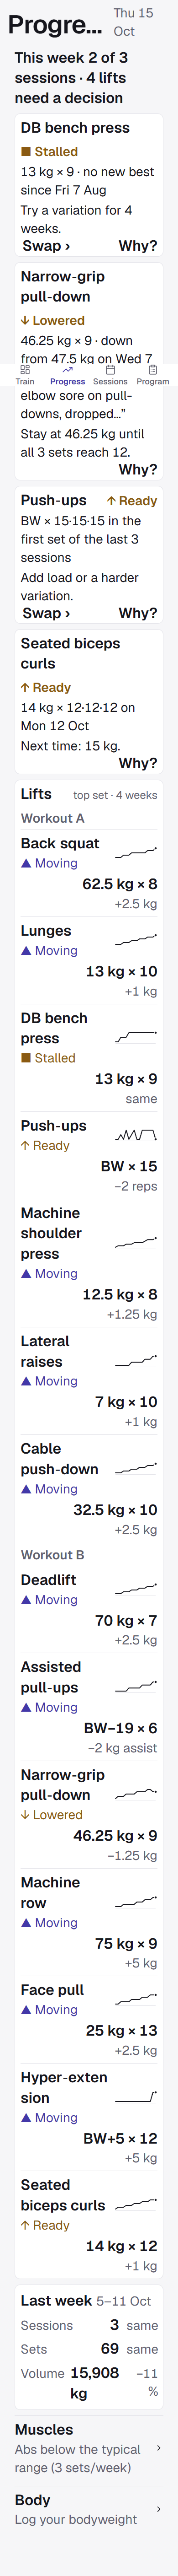 Progre...
Thu 15
Oct
This week 2 of 3
sessions · 4 lifts
need a decision
DB bench press
■ Stalled
13 kg × 9 · no new best
since Fri 7 Aug
Try a variation for 4
weeks.
Swap › Why?
Narrow-grip
pull-down
↓ Lowered
46.25 kg × 9 · down
from 47.5 kg on Wed 7
Train Progress Sessions Program
elbow sore on pull-
downs, dropped…”
Stay at 46.25 kg until
all 3 sets reach 12.
Why?
Push-ups ↑ Ready
BW × 15·15·15 in the
first set of the last 3
sessions
Add load or a harder
variation.
Swap › Why?
Seated biceps
curls
↑ Ready
14 kg × 12·12·12 on
Mon 12 Oct
Next time: 15 kg.
Why?
Lifts top set · 4 weeks
Workout A
Back squat
▲ Moving
62.5 kg × 8
+2.5 kg
Lunges
▲ Moving
13 kg × 10
+1 kg
DB bench
press
■ Stalled
13 kg × 9
same
Push-ups
↑ Ready
BW × 15
−2 reps
Machine
shoulder
press
▲ Moving
12.5 kg × 8
+1.25 kg
Lateral
raises
▲ Moving
7 kg × 10
+1 kg
Cable
push-down
▲ Moving
32.5 kg × 10
+2.5 kg
Workout B
Deadlift
▲ Moving
70 kg × 7
+2.5 kg
Assisted
pull-ups
▲ Moving
BW−19 × 6
−2 kg assist
Narrow-grip
pull-down
↓ Lowered
46.25 kg × 9
−1.25 kg
Machine
row
▲ Moving
75 kg × 9
+5 kg
Face pull
▲ Moving
25 kg × 13
+2.5 kg
Hyper-exten
sion
▲ Moving
BW+5 × 12
+5 kg
Seated
biceps curls
↑ Ready
14 kg × 12
+1 kg
Last week 5–11 Oct
Sessions 3 same
Sets 69 same
Volume 15,908 −11
kg %
Muscles
Abs below the typical ›
range (3 sets/week)
Body
Log your bodyweight ›